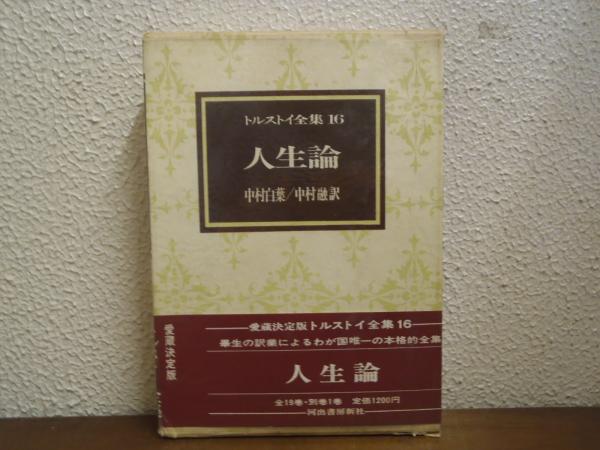 トルストイ全集 16
人生論
中村白葉/中村融訳
愛蔵決定版トルストイ全集16
畢生の訳業によるわが国唯一の本格的全集
人生論
全19巻・別巻1巻 定価1200円
河出書房新社
愛蔵決定版